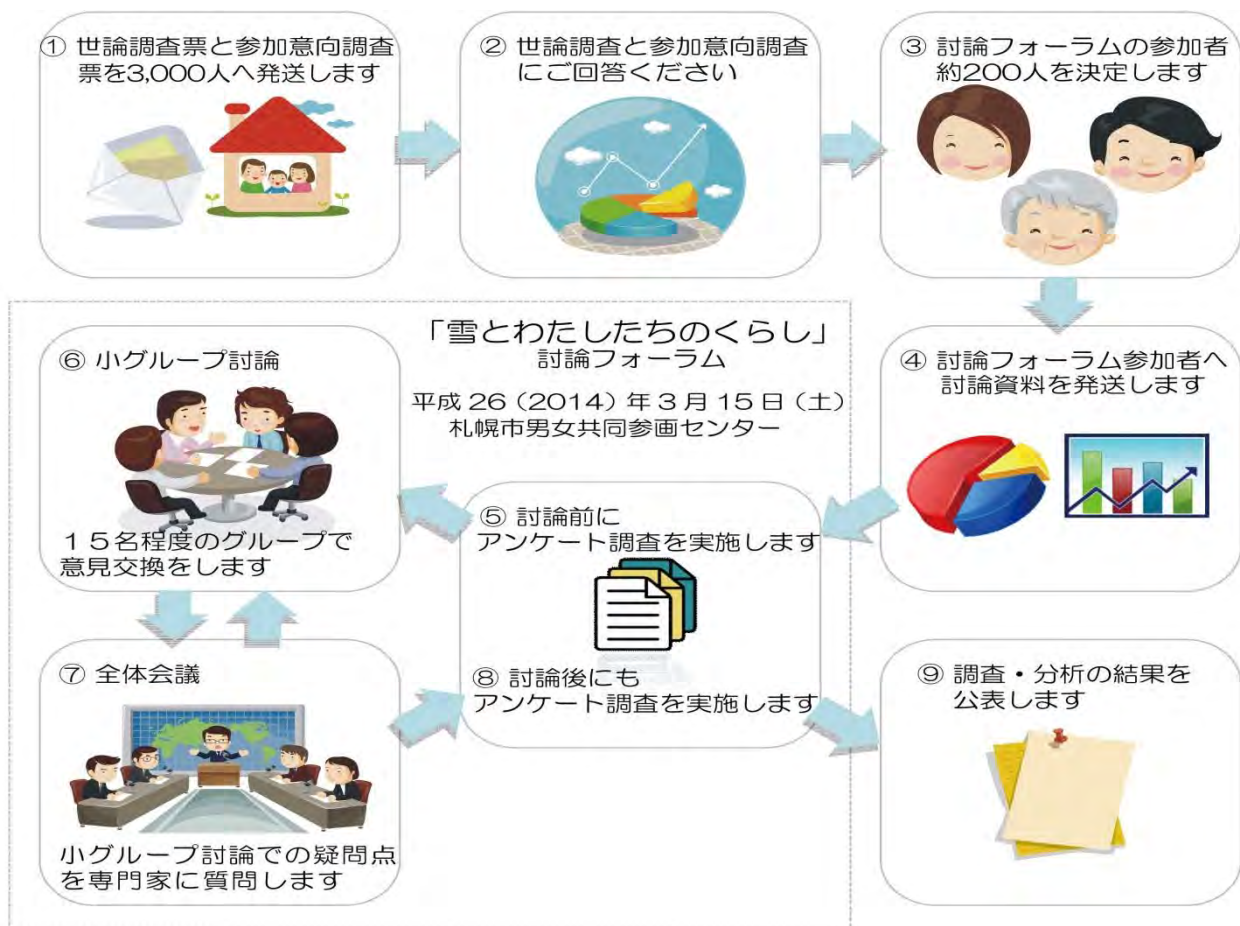 ① 世論調査票と参加意向調査
票を3,000人へ発送します
② 世論調査と参加意向調査
にご回答ください
③ 討論フォーラムの参加者
約200人を決定します
④ 討論フォーラム参加者へ
討論資料を発送します
「雪とわたしたちのくらし」
討論フォーラム
平成 26（2014）年 3 月 15 日（土）
札幌市男女共同参画センター
⑤ 討論前に
アンケート調査を実施します
⑥ 小グループ討論
１５名程度のグループで
意見交換をします
⑦ 全体会議
小グループ討論での疑問点
を専門家に質問します
⑧ 討論後にも
アンケート調査を実施します
⑨ 調査・分析の結果を
公表します